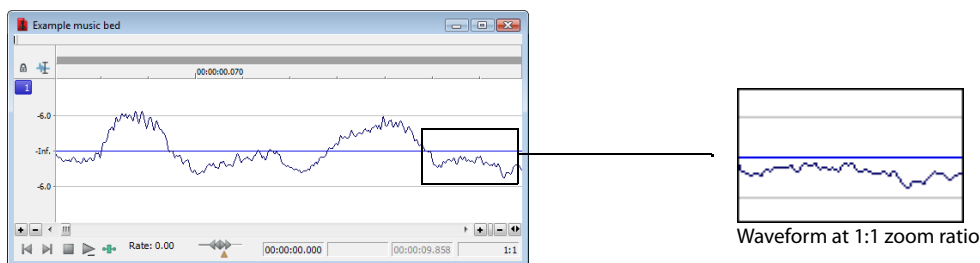 Example music bed
00:00:00.070
1
-6.0
-Inf.
-6.0
Rate: 0.00
00:00:00.000
00:00:09.858
1:1
Waveform at 1:1 zoom ratio